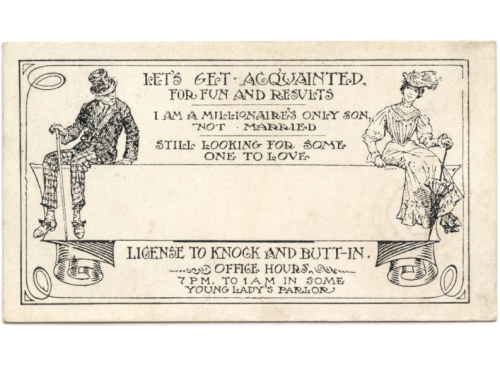 LET'S GET · ACQWAINTED,
FOR FUN AND RESULTS
I AM A MILLIONAIRE'S ONLY SON,
NOT · MARRIED
STILL LOOKING FOR SOME
ONE TO LOVE
LICENSE TO KNOCK AND BUTT-IN.
OFFICE HOURS,
7 P.M. TO 1 A M IN SOME
YOUNG LADY'S PARLOR